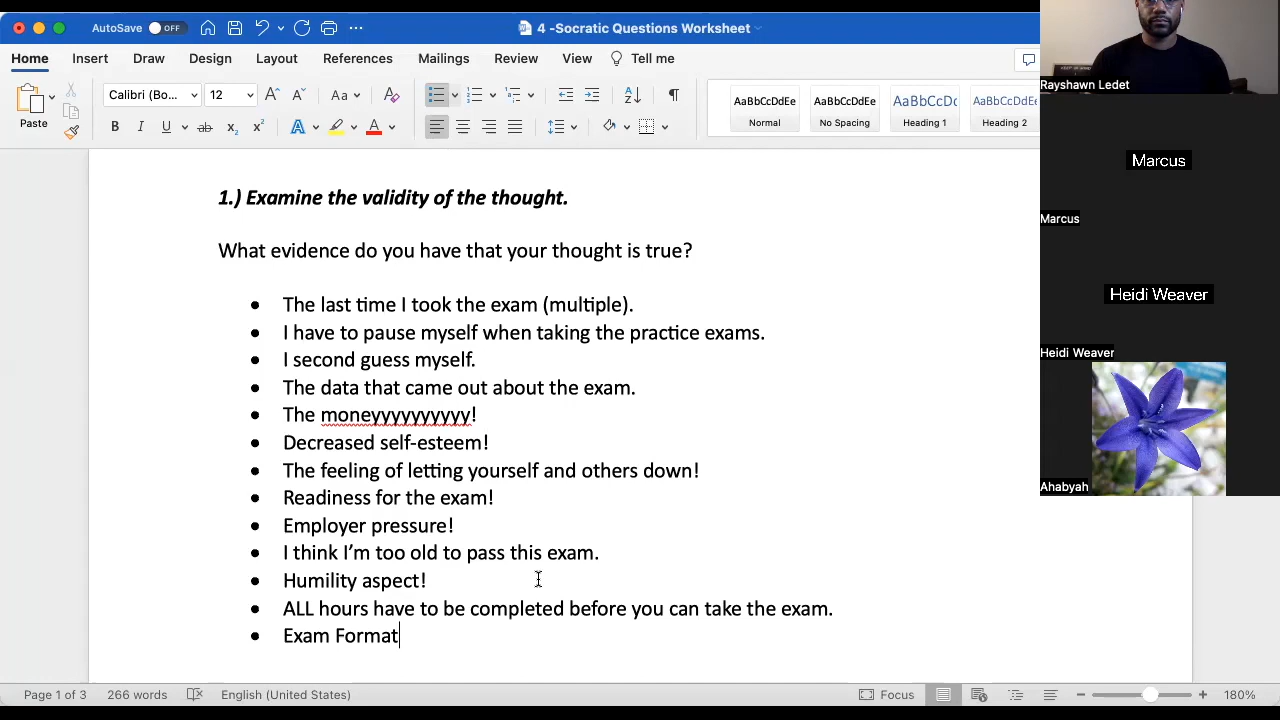 AutoSave OFF
4 -Socratic Questions Worksheet
Home Insert Draw Design Layout References Mailings Review View Tell me
Paste
Calibri (Bo... 12
AaBbCcDdEe AaBbCcDdEe AaBbCcDc AaBbCcDdEe
Normal No Spacing Heading 1 Heading 2
1.) Examine the validity of the thought.
What evidence do you have that your thought is true?
• The last time I took the exam (multiple).
• I have to pause myself when taking the practice exams.
• I second guess myself.
• The data that came out about the exam.
• The moneyyyyyyyyyy!
• Decreased self-esteem!
• The feeling of letting yourself and others down!
• Readiness for the exam!
• Employer pressure!
• I think I’m too old to pass this exam.
• Humility aspect!
• ALL hours have to be completed before you can take the exam.
• Exam Format
Page 1 of 3 266 words English (United States) Focus 180%
Rayshawn Ledet
Marcus
Marcus
Heidi Weaver
Heidi Weaver
Ahabyah